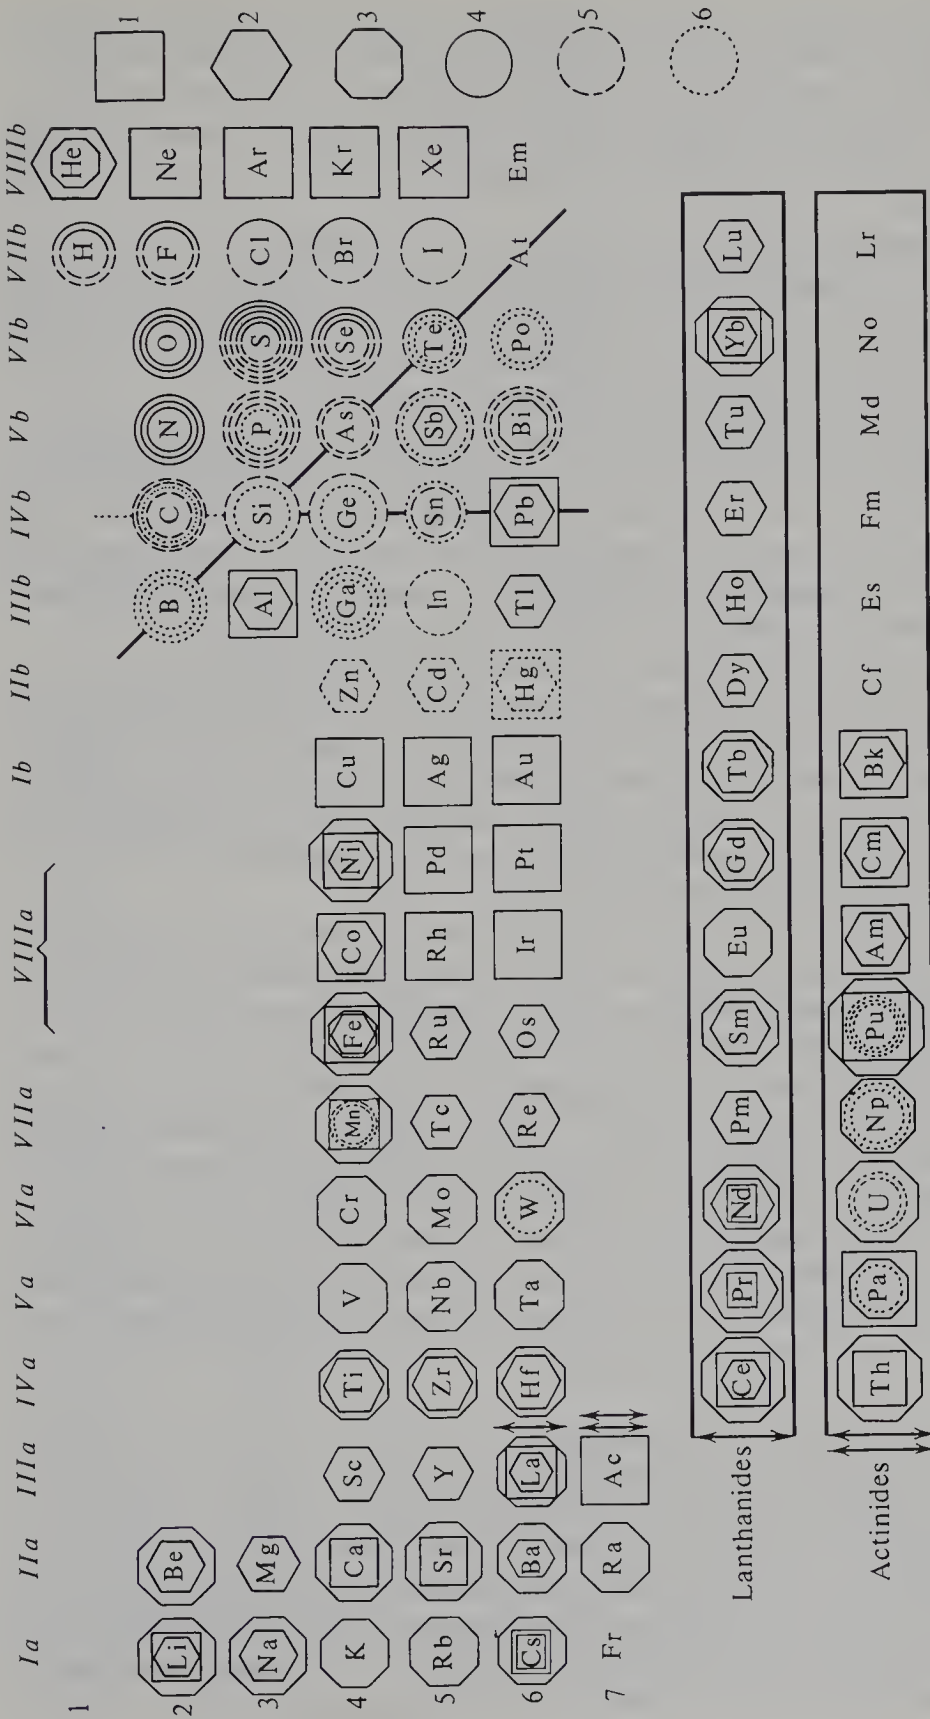 Ia IIa IIIa IVa Va VIa VIIa VIIIa Ib IIb IIIb IVb Vb VIb VIIb VIIIb
1 H He 1
2 Li Be B C N O F Ne 2
3 Na Mg Al Si P S Cl Ar 3
4 K Ca Sc Ti V Cr Mn Fe Co Ni Cu Zn Ga Ge As Se Br Kr 4
5 Rb Sr Y Zr Nb Mo Tc Ru Rh Pd Ag Cd In Sn Sb Te I Xe 5
6 Cs Ba La Hf Ta W Re Os Ir Pt Au Hg Tl Pb Bi Po At Em 6
7 Fr Ra Ac
Lanthanides Ce Pr Nd Pm Sm Eu Gd Tb Dy Ho Er Tu Yb Lu
Actinides Th Pa U Np Pu Am Cm Bk Cf Es Fm Md No Lr